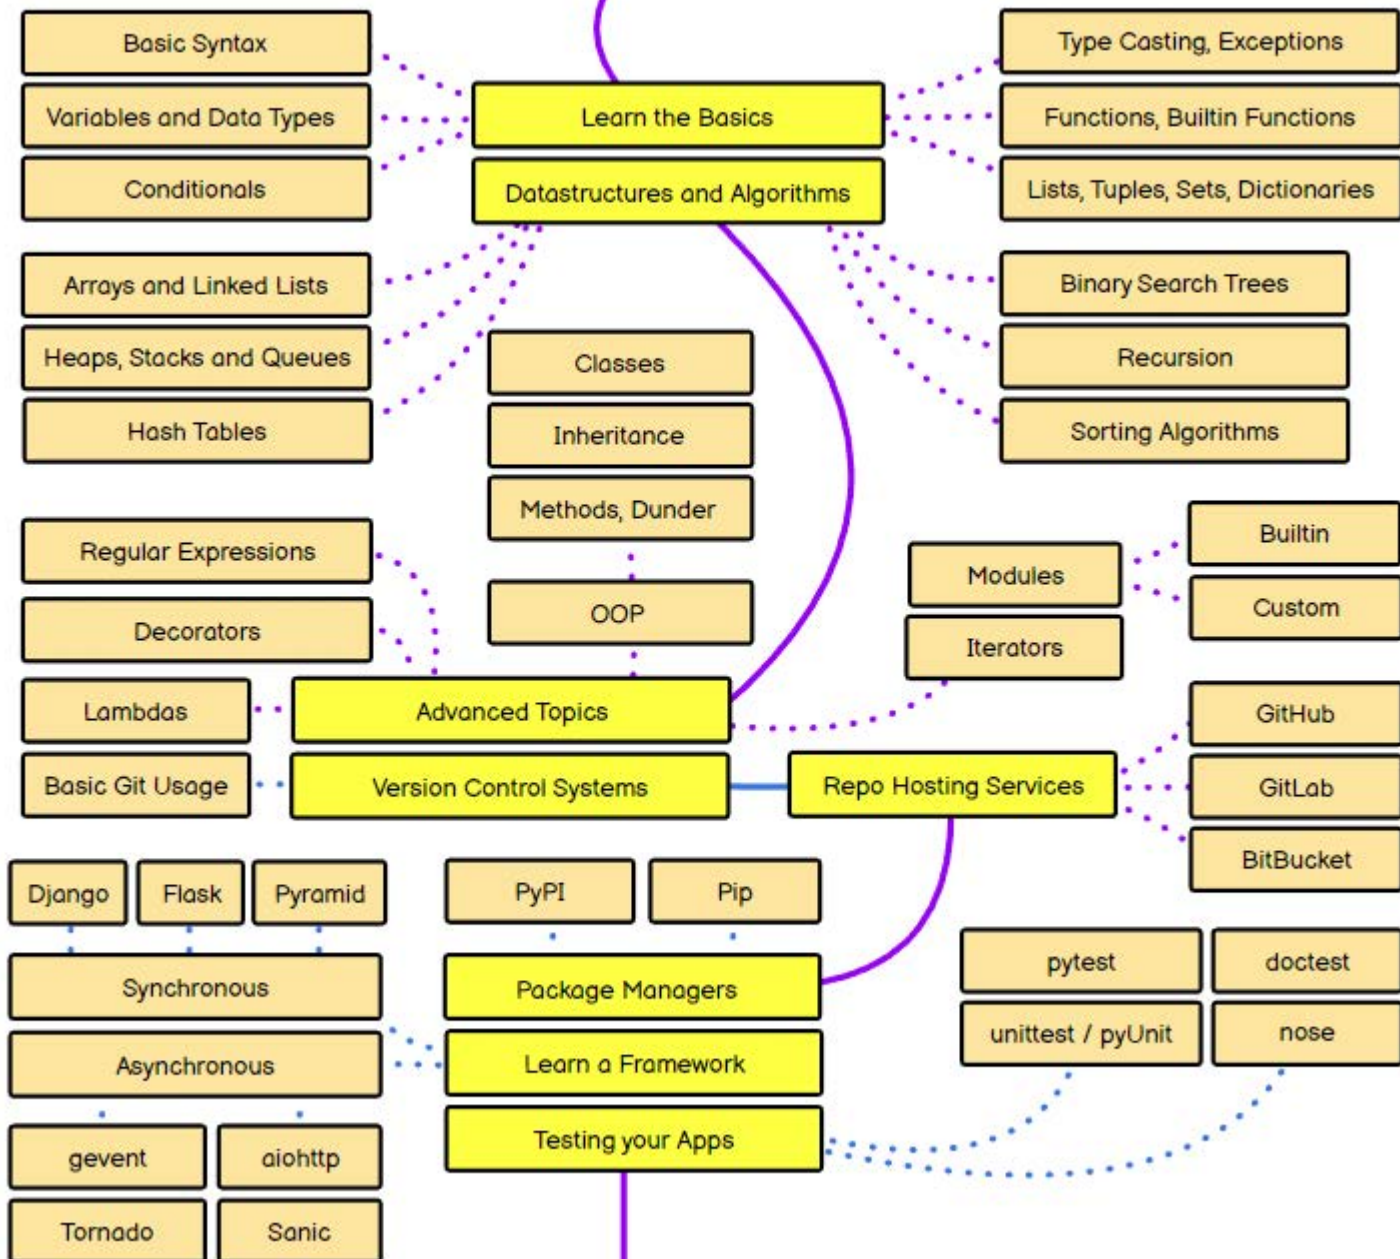 Basic Syntax
Variables and Data Types
Conditionals
Learn the Basics
Type Casting, Exceptions
Functions, Builtin Functions
Lists, Tuples, Sets, Dictionaries
Datastructures and Algorithms
Arrays and Linked Lists
Heaps, Stacks and Queues
Hash Tables
Binary Search Trees
Recursion
Sorting Algorithms
Classes
Inheritance
Methods, Dunder
OOP
Regular Expressions
Decorators
Lambdas
Advanced Topics
Modules
Iterators
Builtin
Custom
Basic Git Usage
Version Control Systems
Repo Hosting Services
GitHub
GitLab
BitBucket
Django
Flask
Pyramid
Synchronous
Asynchronous
gevent
aiohttp
Tornado
Sanic
PyPI
Pip
Package Managers
Learn a Framework
Testing your Apps
pytest
doctest
unittest / pyUnit
nose